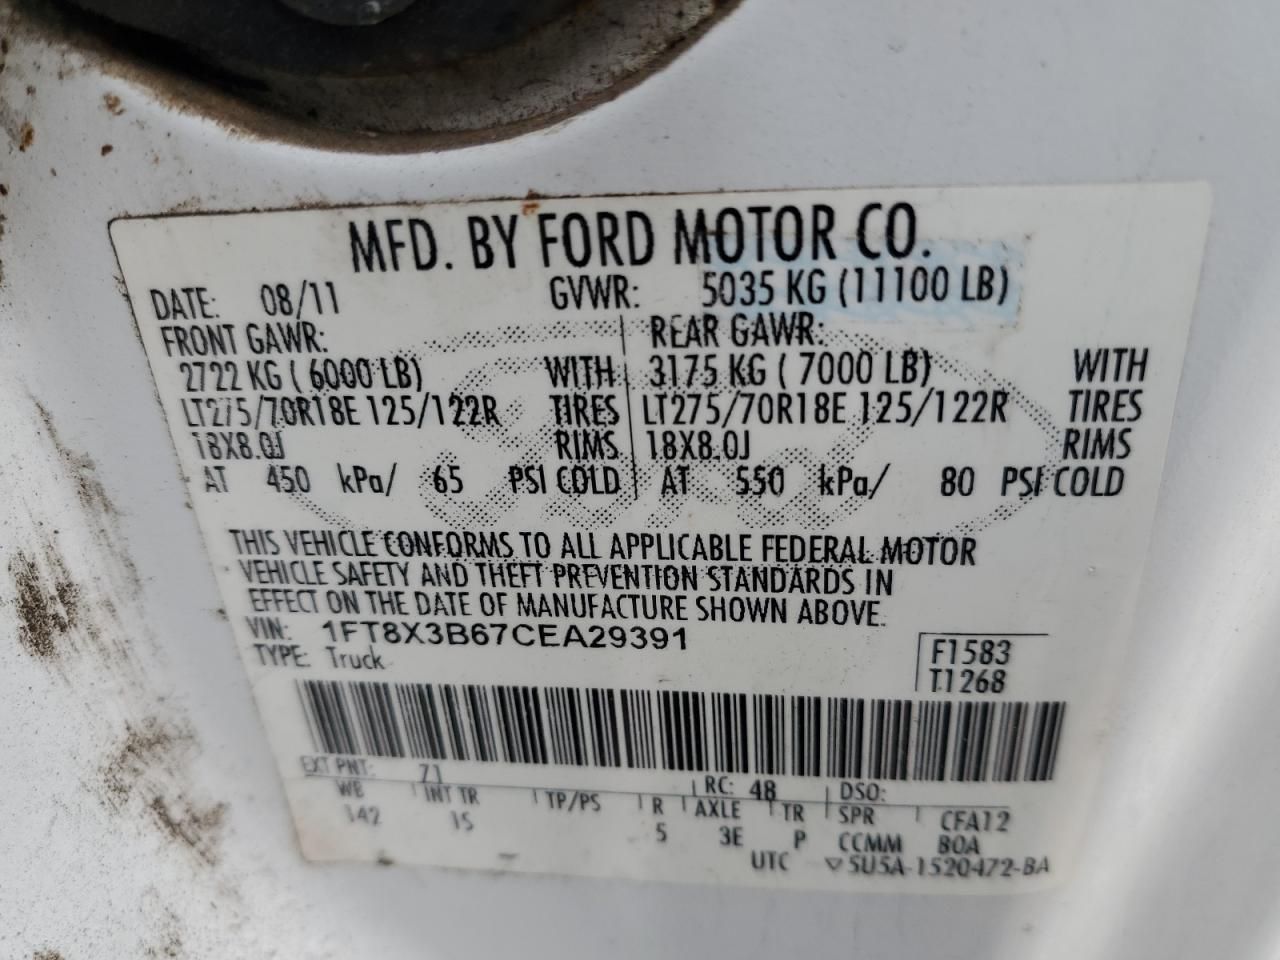 MFD. BY FORD MOTOR CO.
DATE: 08/11 GVWR: 5035 KG (11100 LB)
FRONT GAWR: REAR GAWR:
2722 KG ( 6000 LB) WITH 3175 KG ( 7000 LB) WITH
LT275/70R18E 125/122R TIRES LT275/70R18E 125/122R TIRES
18X8.0J RIMS 18X8.0J RIMS
AT 450 kPa/ 65 PSI COLD AT 550 kPa/ 80 PSI COLD
THIS VEHICLE CONFORMS TO ALL APPLICABLE FEDERAL MOTOR
VEHICLE SAFETY AND THEFT PREVENTION STANDARDS IN
EFFECT ON THE DATE OF MANUFACTURE SHOWN ABOVE.
VIN: 1FT8X3B67CEA29391 F1583
TYPE: Truck T1268
EXT PNT: Z1 RC: 48 DSO:
WB INT TR TP/PS R AXLE TR SPR CFA12
142 IS 5 3E P CCMM BOA
UTC ▽5U5A-1520472-BA